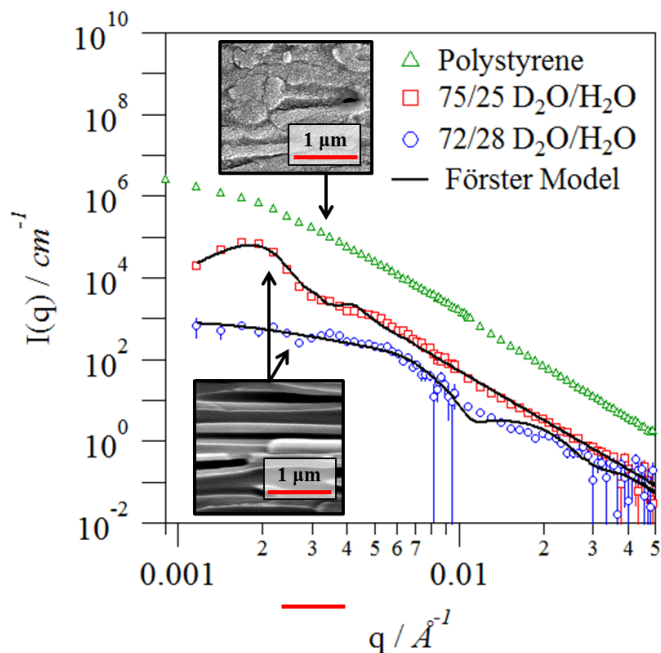 10^10
10^8
10^6
10^4
10^2
10^0
10^-2
I(q) / cm^-1
1 μm
Polystyrene
75/25 D₂O/H₂O
72/28 D₂O/H₂O
Förster Model
1 μm
2 3 4 5 6 7 2 3 4 5
0.001 0.01
q / Å^-1